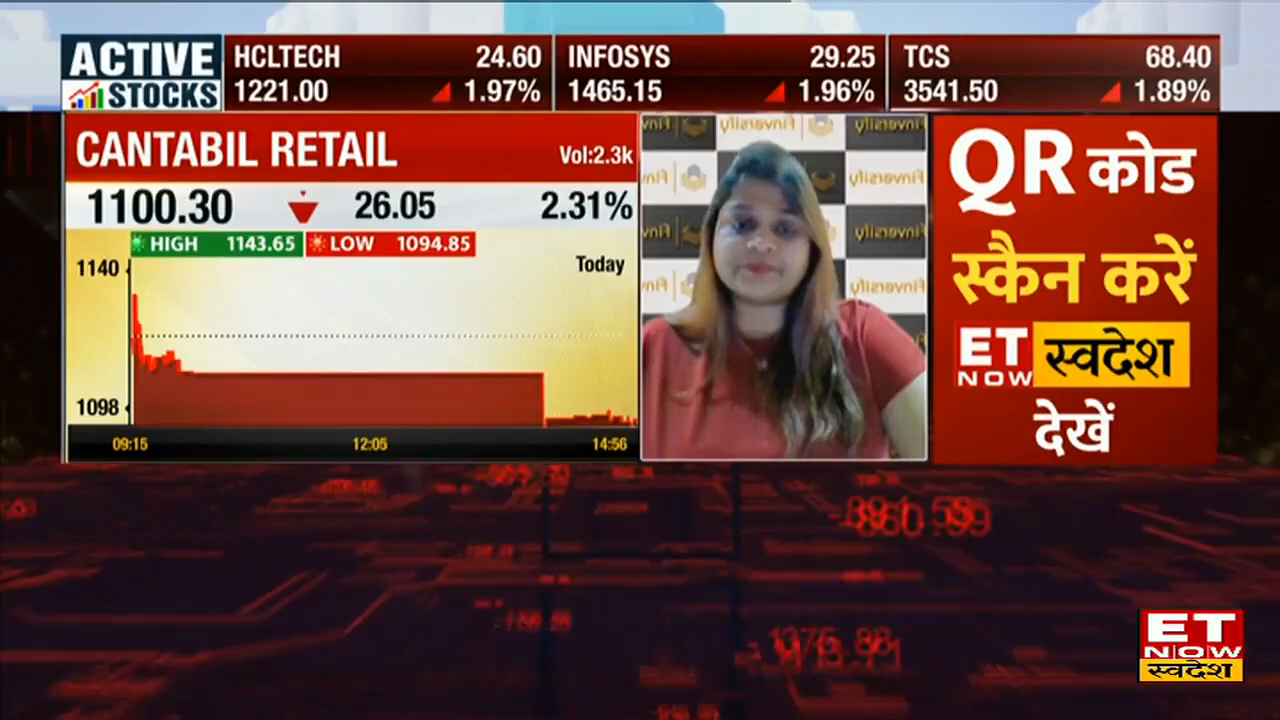 ACTIVE STOCKS
HCLTECH 24.60
1221.00 1.97%
INFOSYS 29.25
1465.15 1.96%
TCS 68.40
3541.50 1.89%
CANTABIL RETAIL Vol:2.3k
1100.30 26.05 2.31%
HIGH 1143.65 LOW 1094.85
Today
1140
1098
09:15 12:05 14:56
Finversify
QR कोड
स्कैन करें
ET NOW स्वदेश
देखें
ET
NOW
स्वदेश